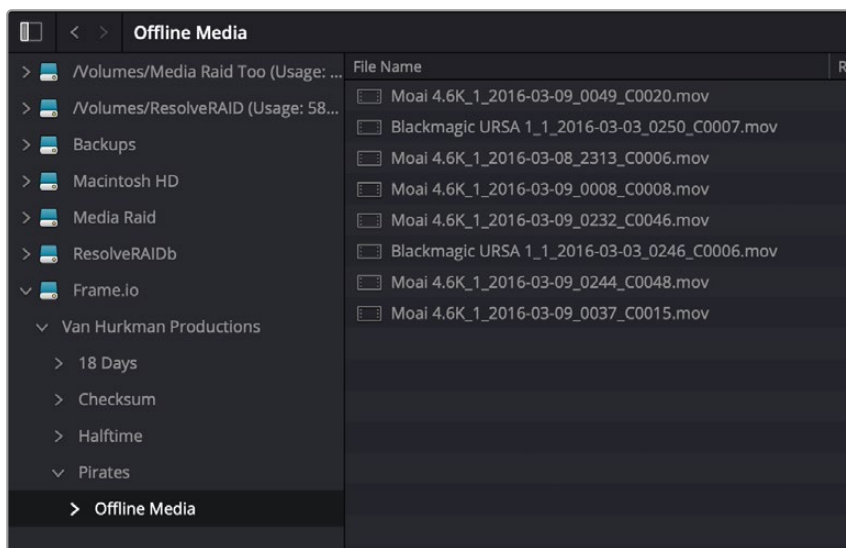 Offline Media
/Volumes/Media Raid Too (Usage: ...
/Volumes/ResolveRAID (Usage: 58...
Backups
Macintosh HD
Media Raid
ResolveRAIDb
Frame.io
Van Hurkman Productions
18 Days
Checksum
Halftime
Pirates
Offline Media
File Name
R
Moai 4.6K_1_2016-03-09_0049_C0020.mov
Blackmagic URSA 1_1_2016-03-03_0250_C0007.mov
Moai 4.6K_1_2016-03-08_2313_C0006.mov
Moai 4.6K_1_2016-03-09_0008_C0008.mov
Moai 4.6K_1_2016-03-09_0232_C0046.mov
Blackmagic URSA 1_1_2016-03-03_0246_C0006.mov
Moai 4.6K_1_2016-03-09_0244_C0048.mov
Moai 4.6K_1_2016-03-09_0037_C0015.mov